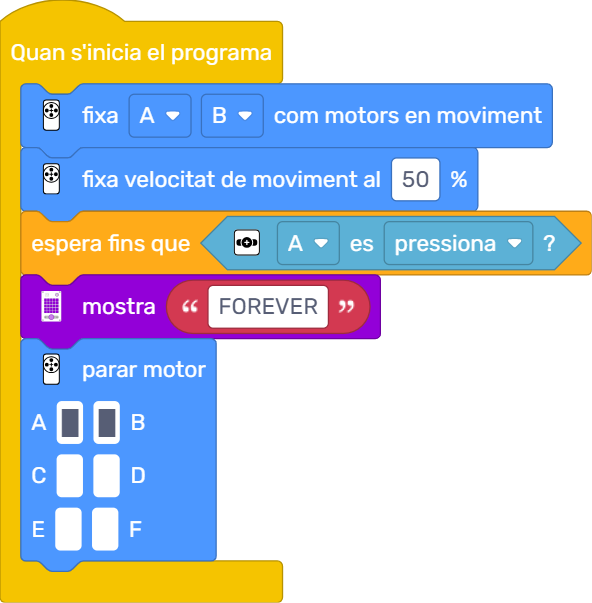 Quan s'inicia el programa
fixa A B com motors en moviment
fixa velocitat de moviment al 50 %
espera fins que A es pressiona ?
mostra “ FOREVER ”
parar motor
A B
C D
E F